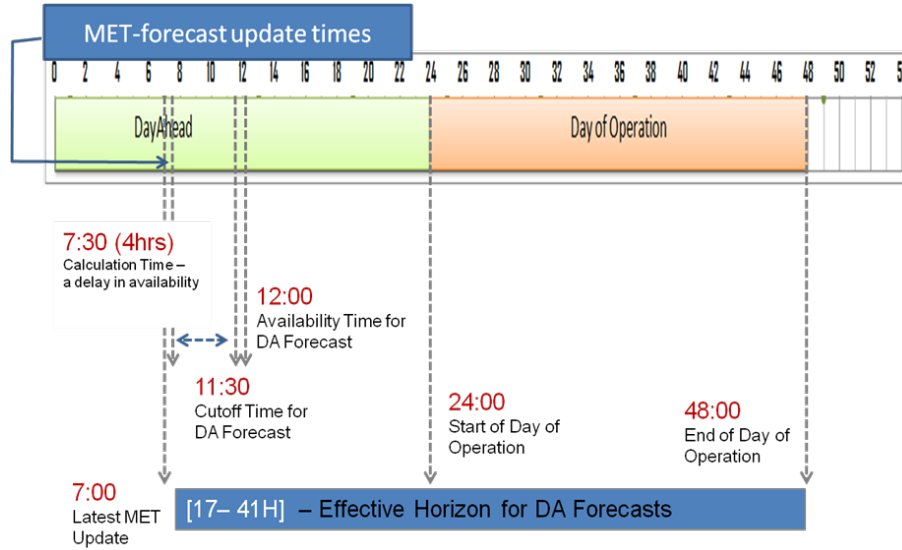 MET-forecast update times
0 2 4 6 8 10 12 14 16 18 20 22 24 26 28 30 32 34 36 38 40 42 44 46 48 50 52
DayAhead
Day of Operation
7:30 (4hrs)
Calculation Time –
a delay in availability
12:00
Availability Time for
DA Forecast
11:30
Cutoff Time for
DA Forecast
24:00
Start of Day of
Operation
48:00
End of Day of
Operation
7:00
Latest MET
Update
[17– 41H] – Effective Horizon for DA Forecasts